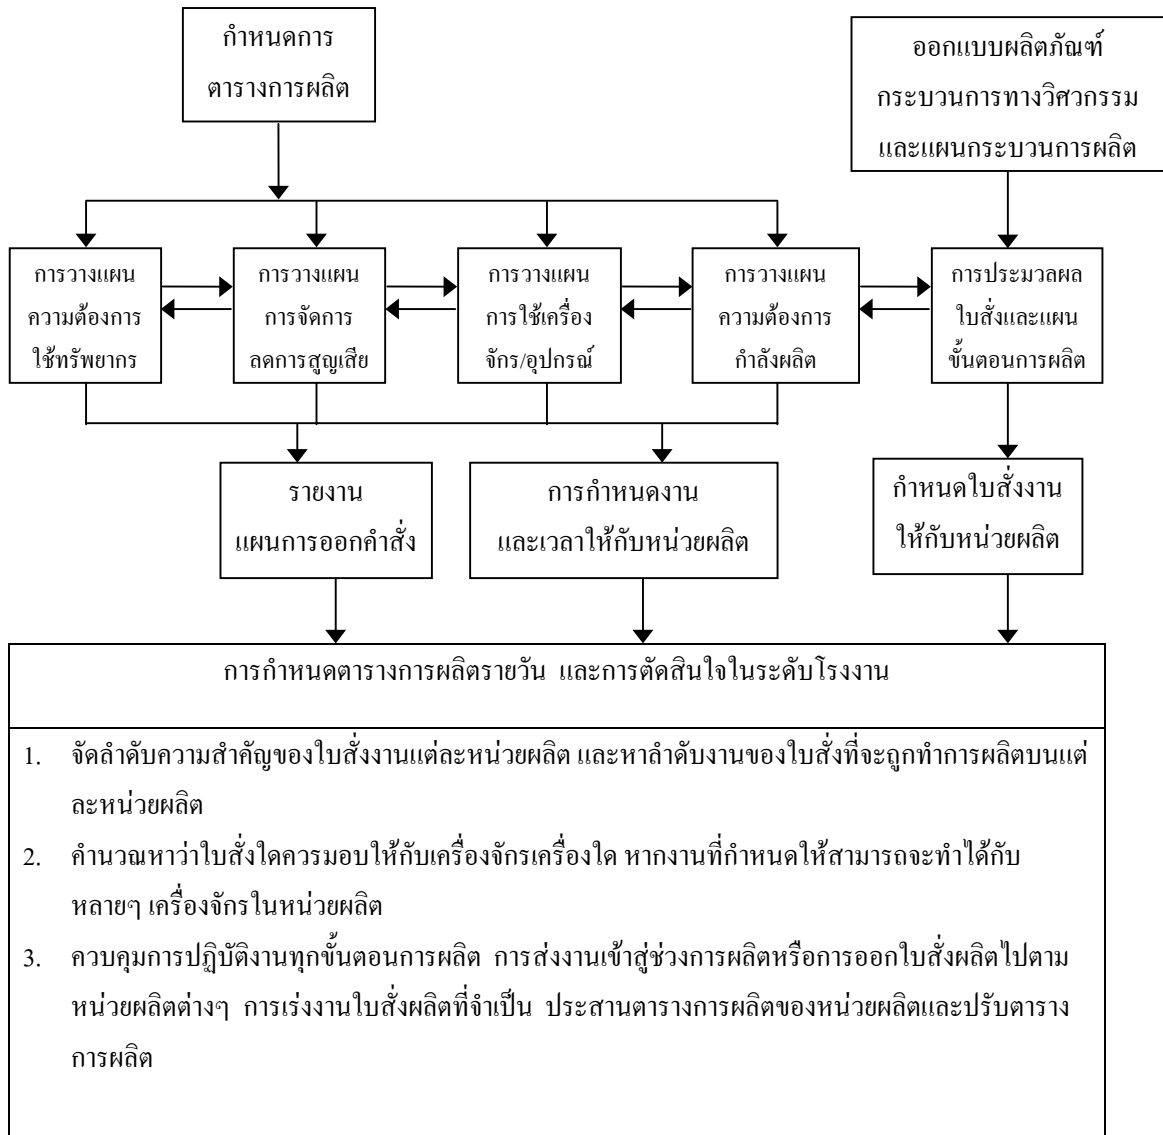 กำหนดการ
ตารางการผลิต
ออกแบบผลิตภัณฑ์
กระบวนการทางวิศวกรรม
และแผนกระบวนการผลิต
การวางแผน
ความต้องการ
ใช้ทรัพยากร
การวางแผน
การจัดการ
ลดการสูญเสีย
การวางแผน
การใช้เครื่อง
จักร/อุปกรณ์
การวางแผน
ความต้องการ
กำลังผลิต
การประมวลผล
ใบสั่งและแผน
ขั้นตอนการผลิต
รายงาน
แผนการออกคำสั่ง
การกำหนดงาน
และเวลาให้กับหน่วยผลิต
กำหนดใบสั่งงาน
ให้กับหน่วยผลิต
การกำหนดตารางการผลิตรายวัน และการตัดสินใจในระดับโรงงาน
1. จัดลำดับความสำคัญของใบสั่งงานแต่ละหน่วยผลิต และหาลำดับงานของใบสั่งที่จะถูกทำการผลิตบนแต่
ละหน่วยผลิต
2. คำนวณหาว่าใบสั่งใดควรมอบให้กับเครื่องจักรเครื่องใด หากงานที่กำหนดให้สามารถจะทำได้กับ
หลายๆ เครื่องจักรในหน่วยผลิต
3. ควบคุมการปฏิบัติงานทุกขั้นตอนการผลิต การส่งงานเข้าสู่ช่วงการผลิตหรือการออกใบสั่งผลิตไปตาม
หน่วยผลิตต่างๆ การเร่งงานใบสั่งผลิตที่จำเป็น ประสานตารางการผลิตของหน่วยผลิตและปรับตาราง
การผลิต